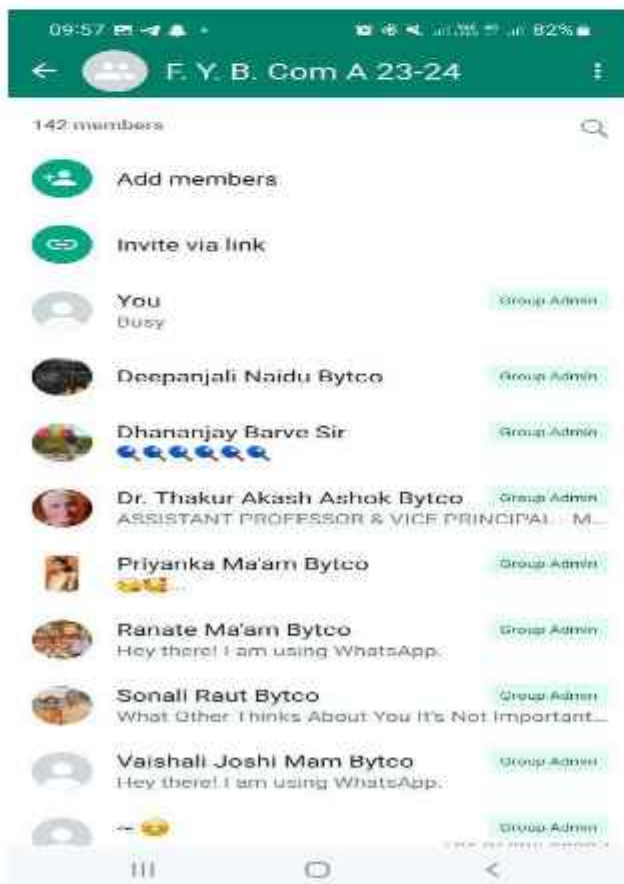 09:57
82%
F. Y. B. Com A 23-24
142 members
Add members
Invite via link
You
Group Admin
Busy
Deepanjali Naidu Bytco
Group Admin
Dhananjay Barve Sir
Group Admin
Dr. Thakur Akash Ashok Bytco
Group Admin
ASSISTANT PROFESSOR & VICE PRINCIPAL M...
Priyanka Ma'am Bytco
Group Admin
...
Ranate Ma'am Bytco
Group Admin
Hey there! I am using WhatsApp.
Sonali Raut Bytco
Group Admin
What Other Thinks About You It's Not Important...
Vaishali Joshi Mam Bytco
Group Admin
Hey there! I am using WhatsApp.
~
Group Admin